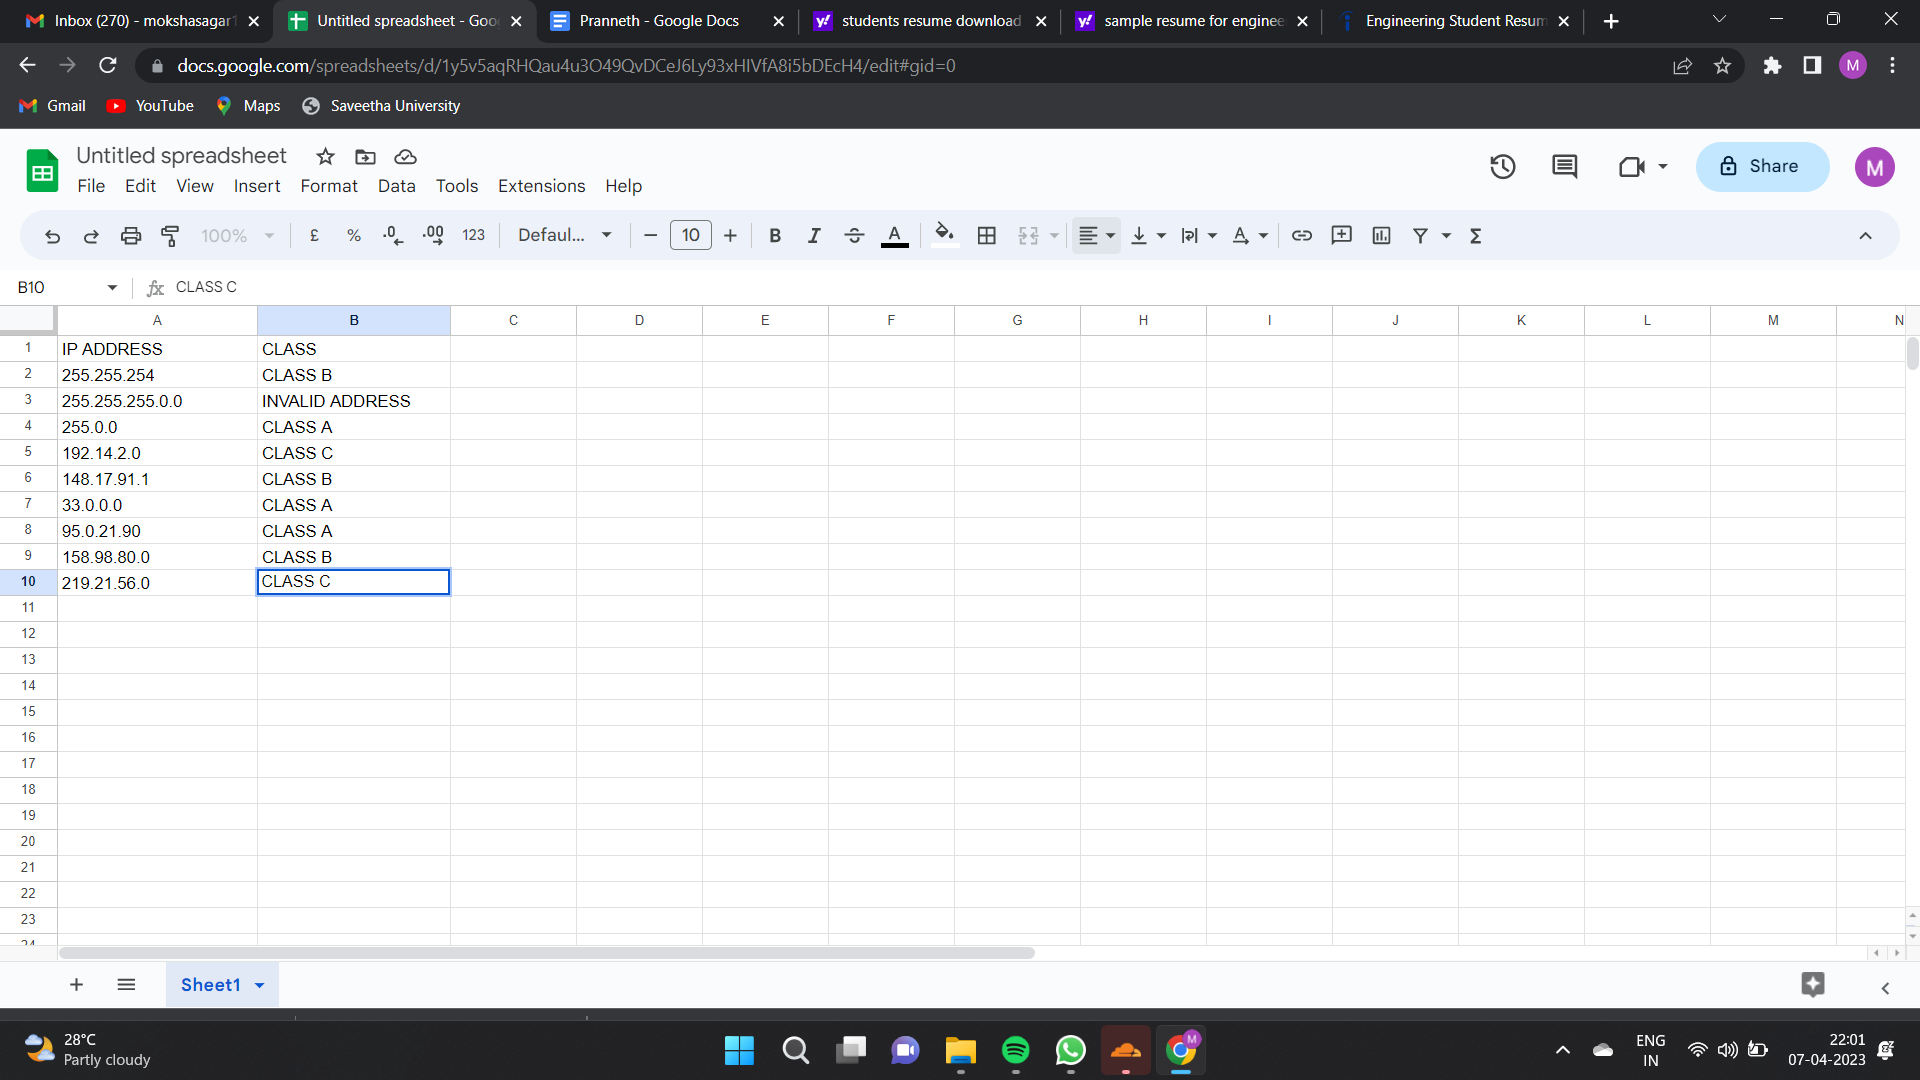 Inbox (270) - mokshasagar1
Untitled spreadsheet - Goo
Pranneth - Google Docs
students resume download
sample resume for enginee
Engineering Student Resum
docs.google.com/spreadsheets/d/1y5v5aqRHQau4u3O49QvDCeJ6Ly93xHIVfA8i5bDEcH4/edit#gid=0
M
Gmail YouTube Maps Saveetha University
Untitled spreadsheet
File Edit View Insert Format Data Tools Extensions Help
Share
M
100% £ % .0 .00 123 Defaul... 10 B I S A Σ
B10 fx CLASS C
A B C D E F G H I J K L M N
1 IP ADDRESS CLASS
2 255.255.254 CLASS B
3 255.255.255.0.0 INVALID ADDRESS
4 255.0.0 CLASS A
5 192.14.2.0 CLASS C
6 148.17.91.1 CLASS B
7 33.0.0.0 CLASS A
8 95.0.21.90 CLASS A
9 158.98.80.0 CLASS B
10 219.21.56.0 CLASS C
11
12
13
14
15
16
17
18
19
20
21
22
23
24
Sheet1
28°C
Partly cloudy
ENG
IN
22:01
07-04-2023